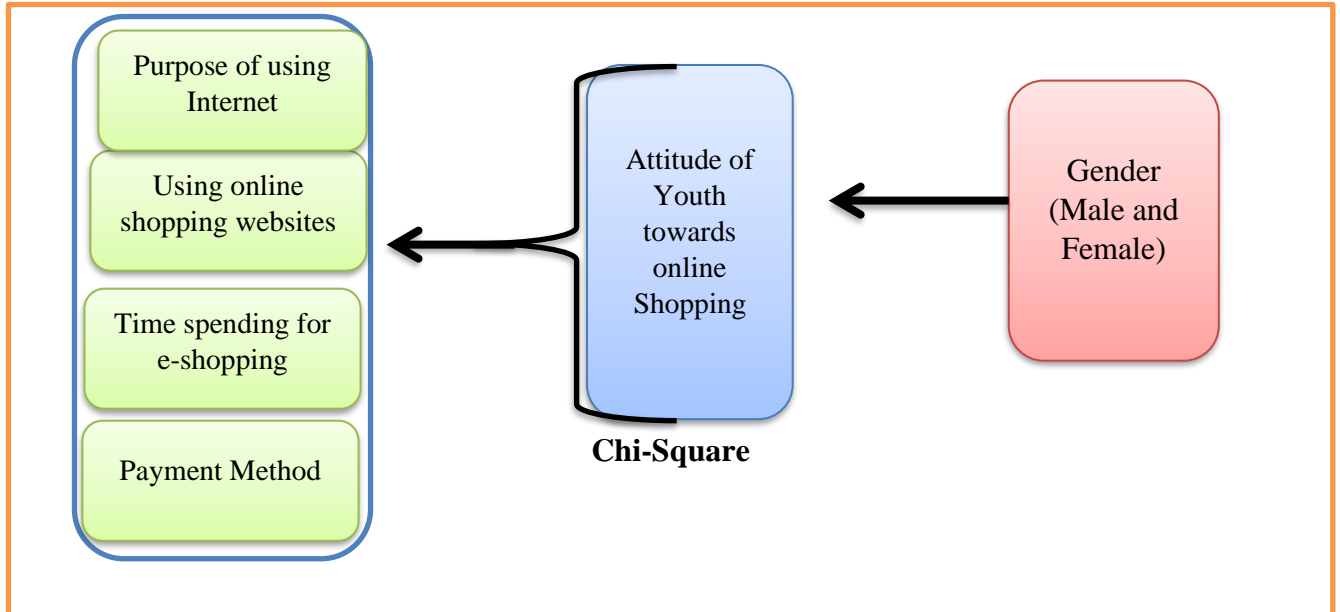 Purpose of using
Internet
Using online
shopping websites
Time spending for
e-shopping
Payment Method
Attitude of
Youth
towards
online
Shopping
Chi-Square
Gender
(Male and
Female)